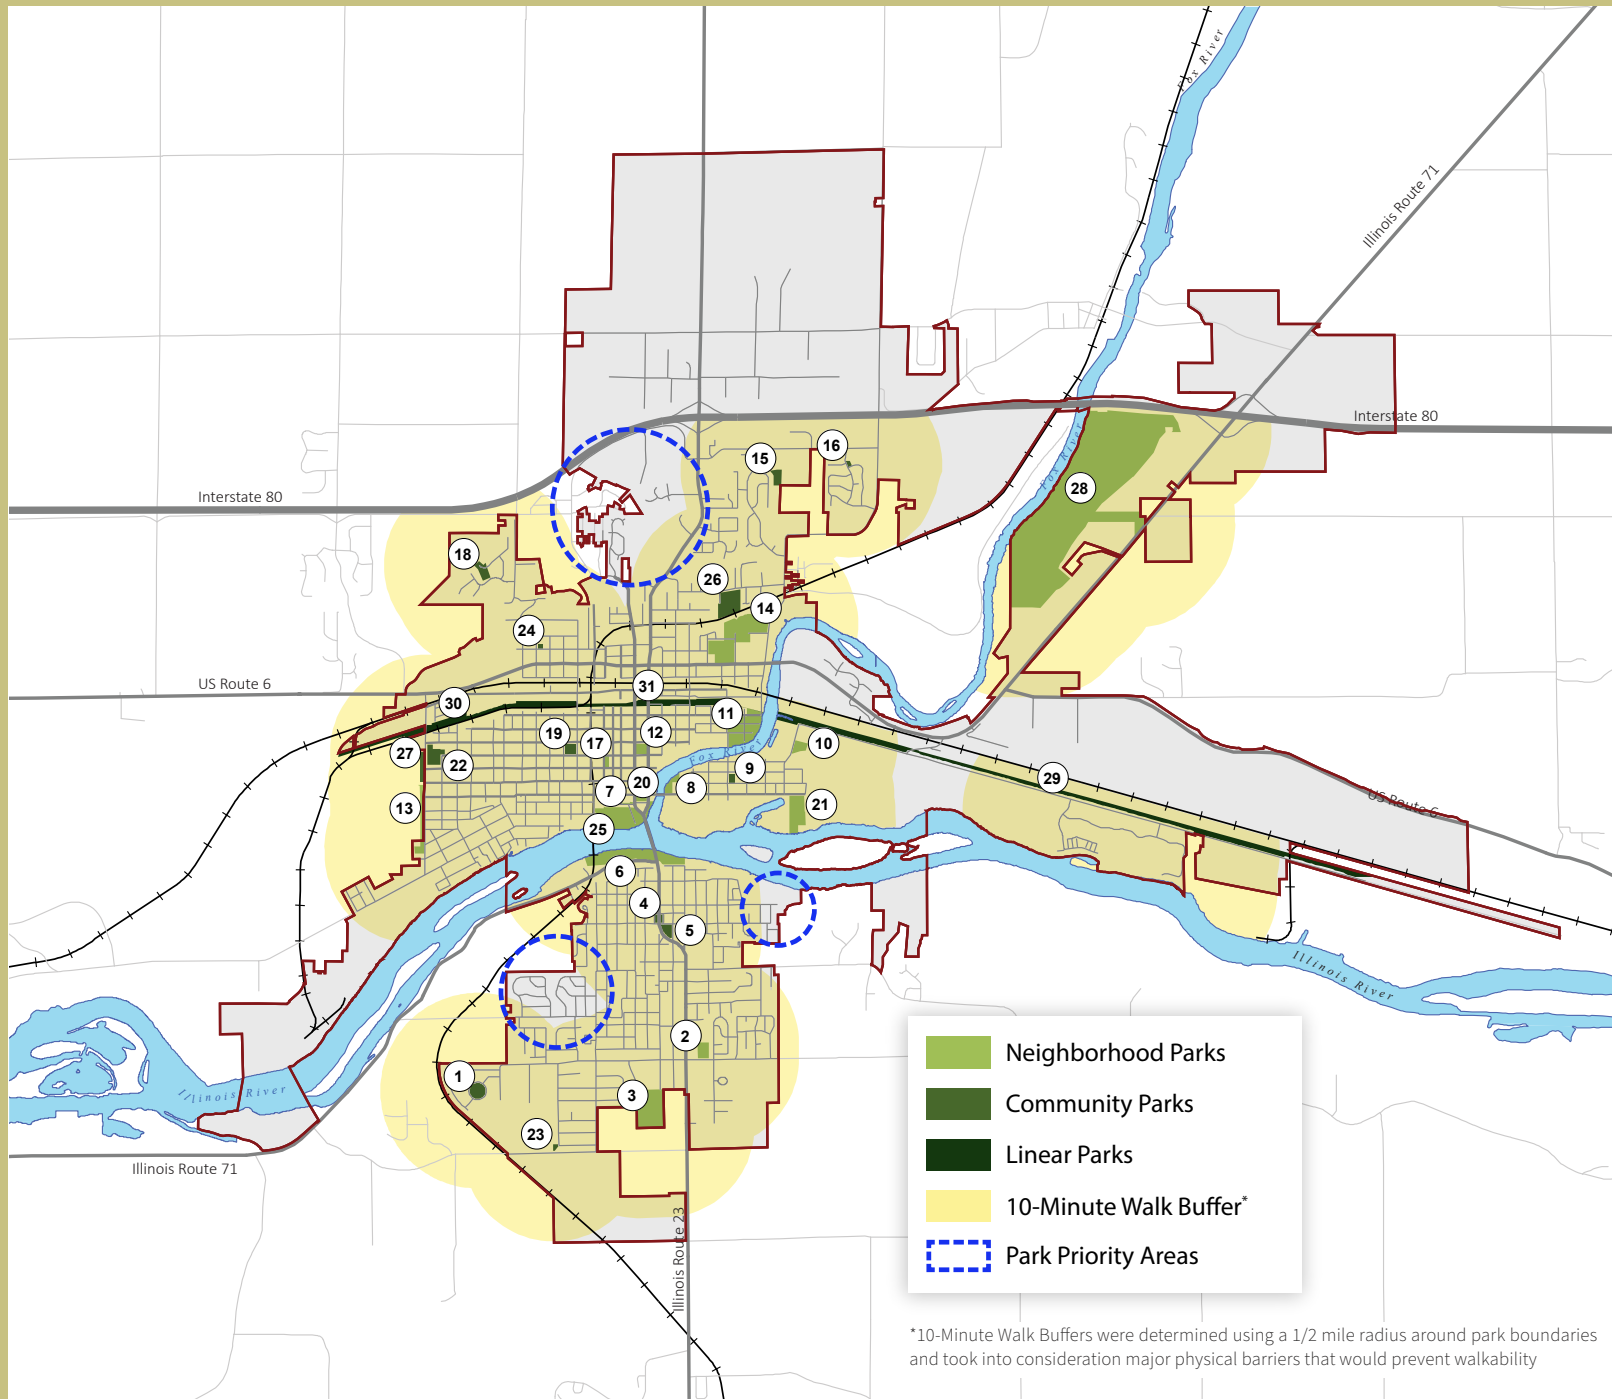 Fox River
Illinois Route 71
Interstate 80
16
15
Fox River
28
Interstate 80
18
26
14
24
US Route 6
31
30
11
19
17
12
10
27
22
Fox River
9
29
20
8
7
13
21
US Route 6
25
6
4
5
Illinois River
2
1
Illinois River
3
23
Illinois Route 71
Illinois Route 23
Neighborhood Parks
Community Parks
Linear Parks
10-Minute Walk Buffer*
Park Priority Areas
*10-Minute Walk Buffers were determined using a 1/2 mile radius around park boundaries
and took into consideration major physical barriers that would prevent walkability